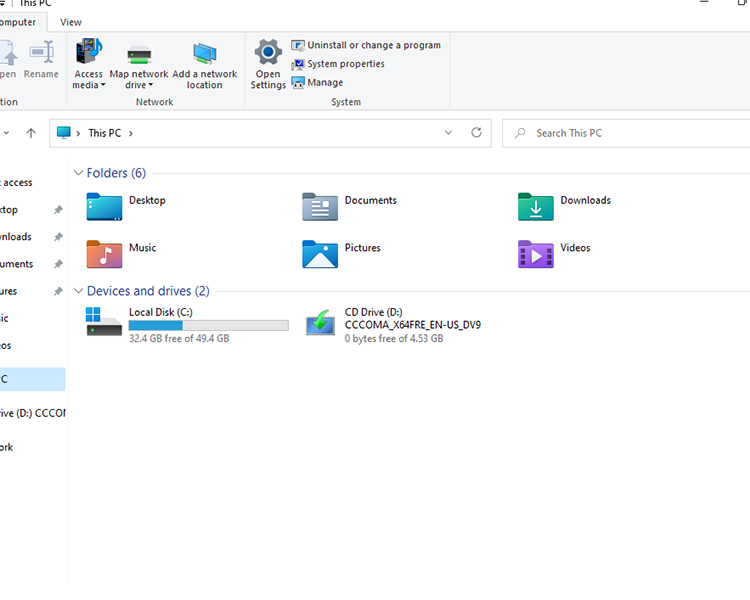 This PC
omputer View
pen Rename Access media Map network drive Add a network location Open Settings Uninstall or change a program
System properties
Manage
tion Network System
This PC Search This PC
access
ktop
nloads
uments
ures
ic
os
C
rive (D:) CCCO
ork
Folders (6)
Desktop Documents Downloads
Music Pictures Videos
Devices and drives (2)
Local Disk (C:)
32.4 GB free of 49.4 GB
CD Drive (D:)
CCCOMA_X64FRE_EN-US_DV9
0 bytes free of 4.53 GB